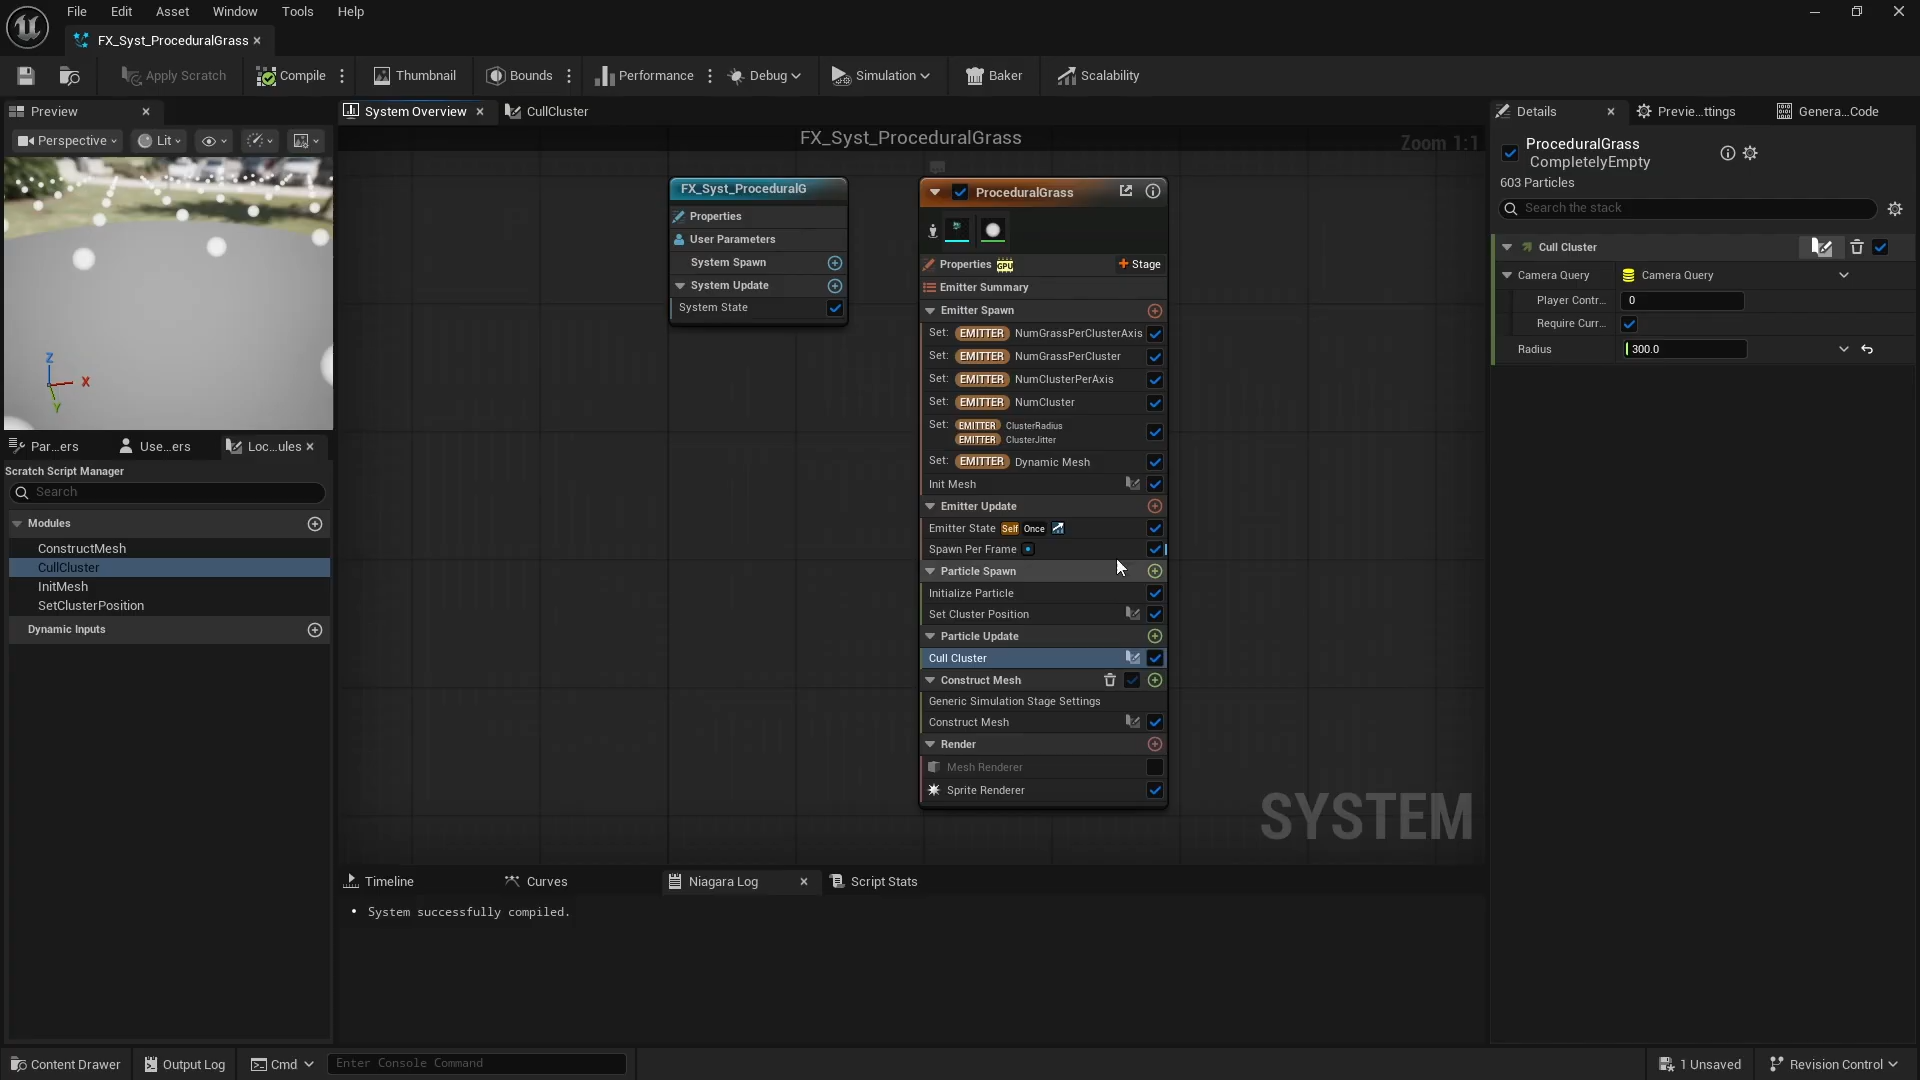 File Edit Asset Window Tools Help
FX_Syst_ProceduralGrass
Apply Scratch Compile Thumbnail Bounds Performance Debug Simulation Baker Scalability
Preview
Perspective Lit
Z
X
Y
Par...ers Use...ers Loc...ules
Scratch Script Manager
Search
Modules
ConstructMesh
CullCluster
InitMesh
SetClusterPosition
Dynamic Inputs
System Overview CullCluster
FX_Syst_ProceduralGrass
Zoom 1:1
FX_Syst_ProceduralG
Properties
User Parameters
System Spawn
System Update
System State
ProceduralGrass
Properties GPU Stage
Emitter Summary
Emitter Spawn
Set: EMITTER NumGrassPerClusterAxis
Set: EMITTER NumGrassPerCluster
Set: EMITTER NumClusterPerAxis
Set: EMITTER NumCluster
Set: EMITTER ClusterRadius
EMITTER ClusterJitter
Set: EMITTER Dynamic Mesh
Init Mesh
Emitter Update
Emitter State Self Once
Spawn Per Frame
Particle Spawn
Initialize Particle
Set Cluster Position
Particle Update
Cull Cluster
Construct Mesh
Generic Simulation Stage Settings
Construct Mesh
Render
Mesh Renderer
Sprite Renderer
SYSTEM
Timeline Curves Niagara Log Script Stats
• System successfully compiled.
Details Previe...ttings Genera...Code
ProceduralGrass
CompletelyEmpty
603 Particles
Search the stack
Cull Cluster
Camera Query Camera Query
Player Contr... 0
Require Curr...
Radius 300.0
Content Drawer Output Log Cmd Enter Console Command 1 Unsaved Revision Control